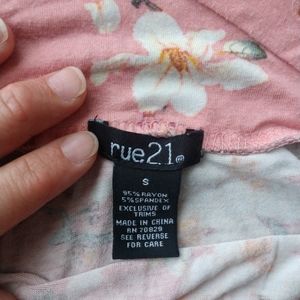 rue21®
S
95% RAYON
5% SPANDEX
EXCLUSIVE OF
TRIMS
MADE IN CHINA
RN 70829
SEE REVERSE
FOR CARE